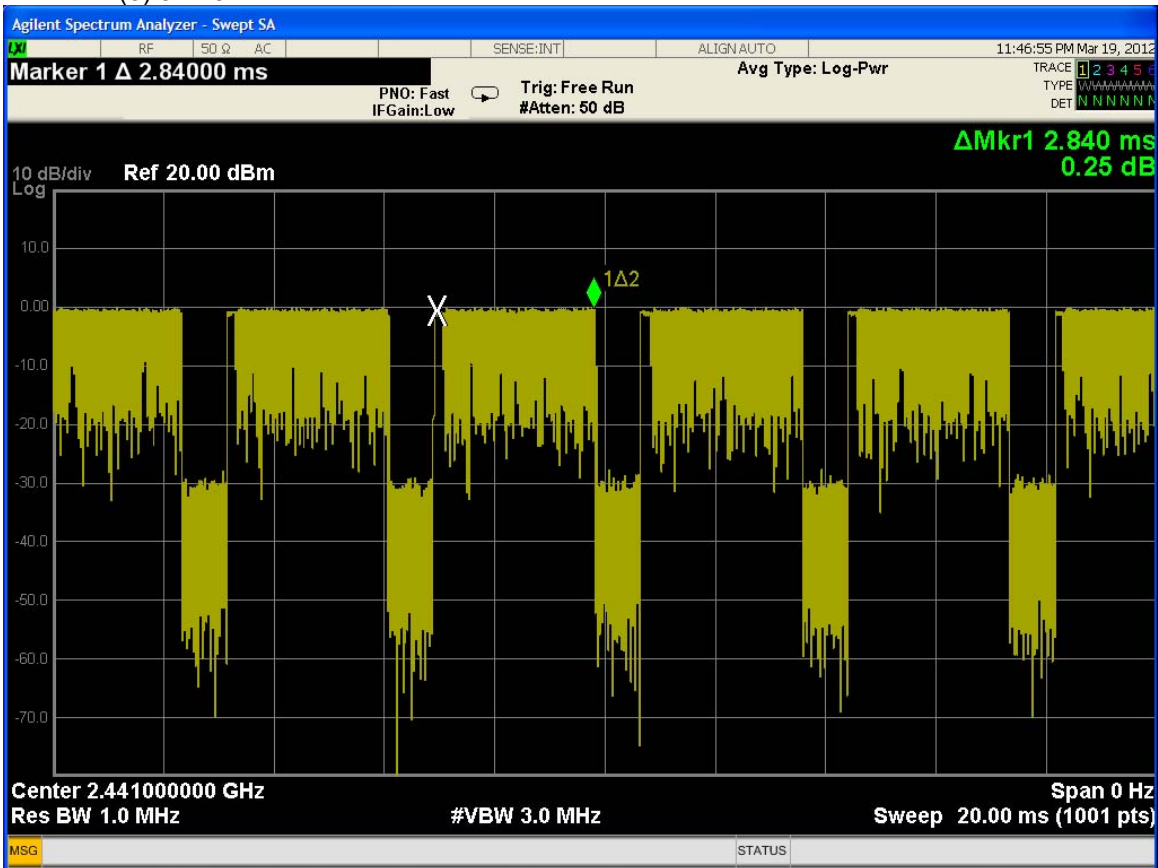 Agilent Spectrum Analyzer - Swept SA
LXI RF 50 Ω AC SENSE:INT ALIGN AUTO 11:46:55 PM Mar 19, 2012
Marker 1 Δ 2.84000 ms
PNO: Fast
IFGain:Low
Trig: Free Run
#Atten: 50 dB
Avg Type: Log-Pwr
TRACE 1 2 3 4 5 6
TYPE
DET N N N N N N
ΔMkr1 2.840 ms
0.25 dB
10 dB/div Ref 20.00 dBm
Log
10.0
1Δ2
0.00
-10.0
-20.0
-30.0
-40.0
-50.0
-60.0
-70.0
Center 2.441000000 GHz Span 0 Hz
Res BW 1.0 MHz #VBW 3.0 MHz Sweep 20.00 ms (1001 pts)
MSG STATUS